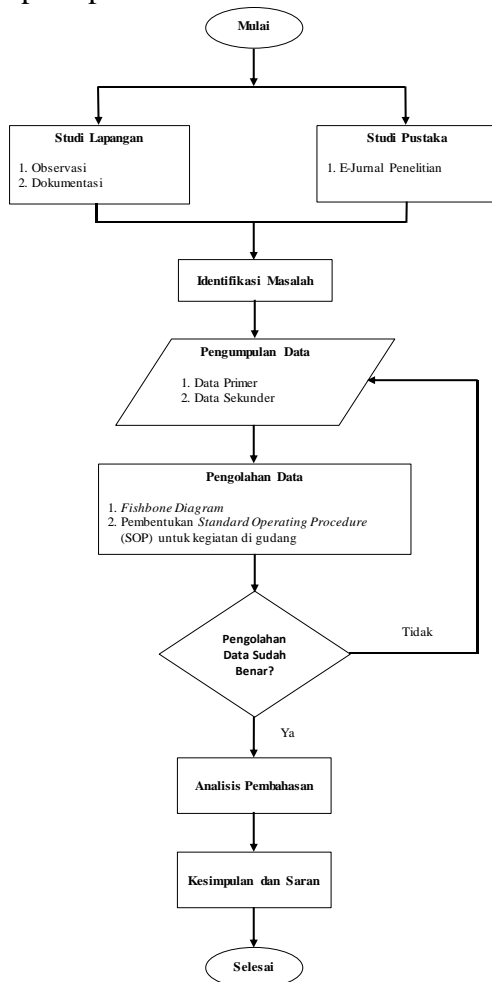 Mulai
Studi Lapangan
1. Observasi
2. Dokumentasi
Studi Pustaka
1. E-Jurnal Penelitian
Identifikasi Masalah
Pengumpulan Data
1. Data Primer
2. Data Sekunder
Pengolahan Data
1. Fishbone Diagram
2. Pembentukan Standard Operating Procedure
(SOP) untuk kegiatan di gudang
Pengolahan
Data Sudah
Benar?
Tidak
Ya
Analisis Pembahasan
Kesimpulan dan Saran
Selesai